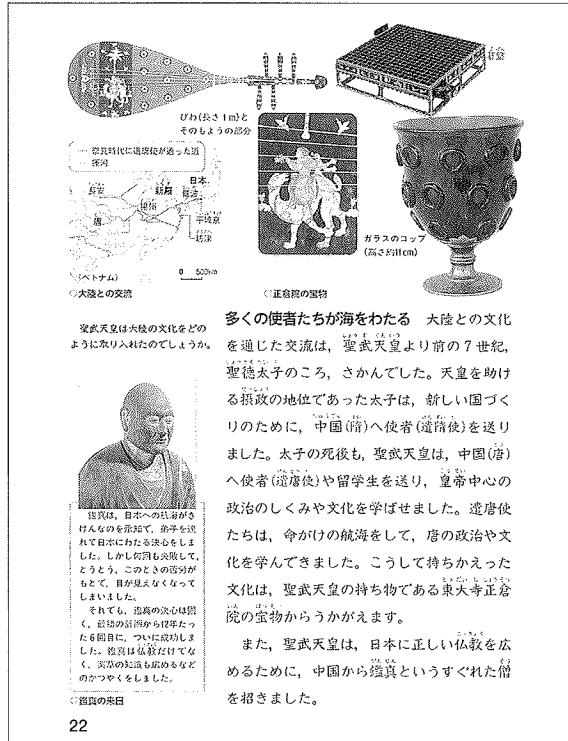 びわ(長さ1m)と
そのもようの部分
奈良時代に遣唐使が通った道
運河
日本
長安
新羅
難波
唐
揚州
平城京
坊津
(ベトナム)
0 500km
○大陸との交流
ガラスのコップ
(高さ約11cm)
○正倉院の宝物
聖武天皇は大陸の文化をどの
ように取り入れたのでしょうか。
多くの使者たちが海をわたる 大陸との文化
を通じた交流は,聖武天皇より前の7世紀,
聖徳太子のころ,さかんでした。天皇を助け
る摂政の地位であった太子は,新しい国づく
りのために,中国(隋)へ使者(遣隋使)を送り
ました。太子の死後も,聖武天皇は,中国(唐)
へ使者(遣唐使)や留学生を送り,皇帝中心の
政治のしくみや文化を学ばせました。遣唐使
たちは,命がけの航海をして,唐の政治や文
化を学んできました。こうして持ちかえった
文化は,聖武天皇の持ち物である東大寺正倉
院の宝物からうかがえます。
また,聖武天皇は,日本に正しい仏教を広
めるために,中国から鑑真というすぐれた僧
を招きました。
鑑真は,日本への航海がき
けんなのを承知で,弟子を連
れて日本にわたる決心をしま
した。しかし何回も失敗して,
とうとう,このときの苦労が
もとで,目が見えなくなって
しまいました。
それでも,鑑真の決心は固
く,最初の計画から12年たっ
た6回目に,ついに成功しま
した。鑑真は仏教だけでな
く,薬草の知識も広めるなど
のかつやくをしました。
○鑑真の来日
22